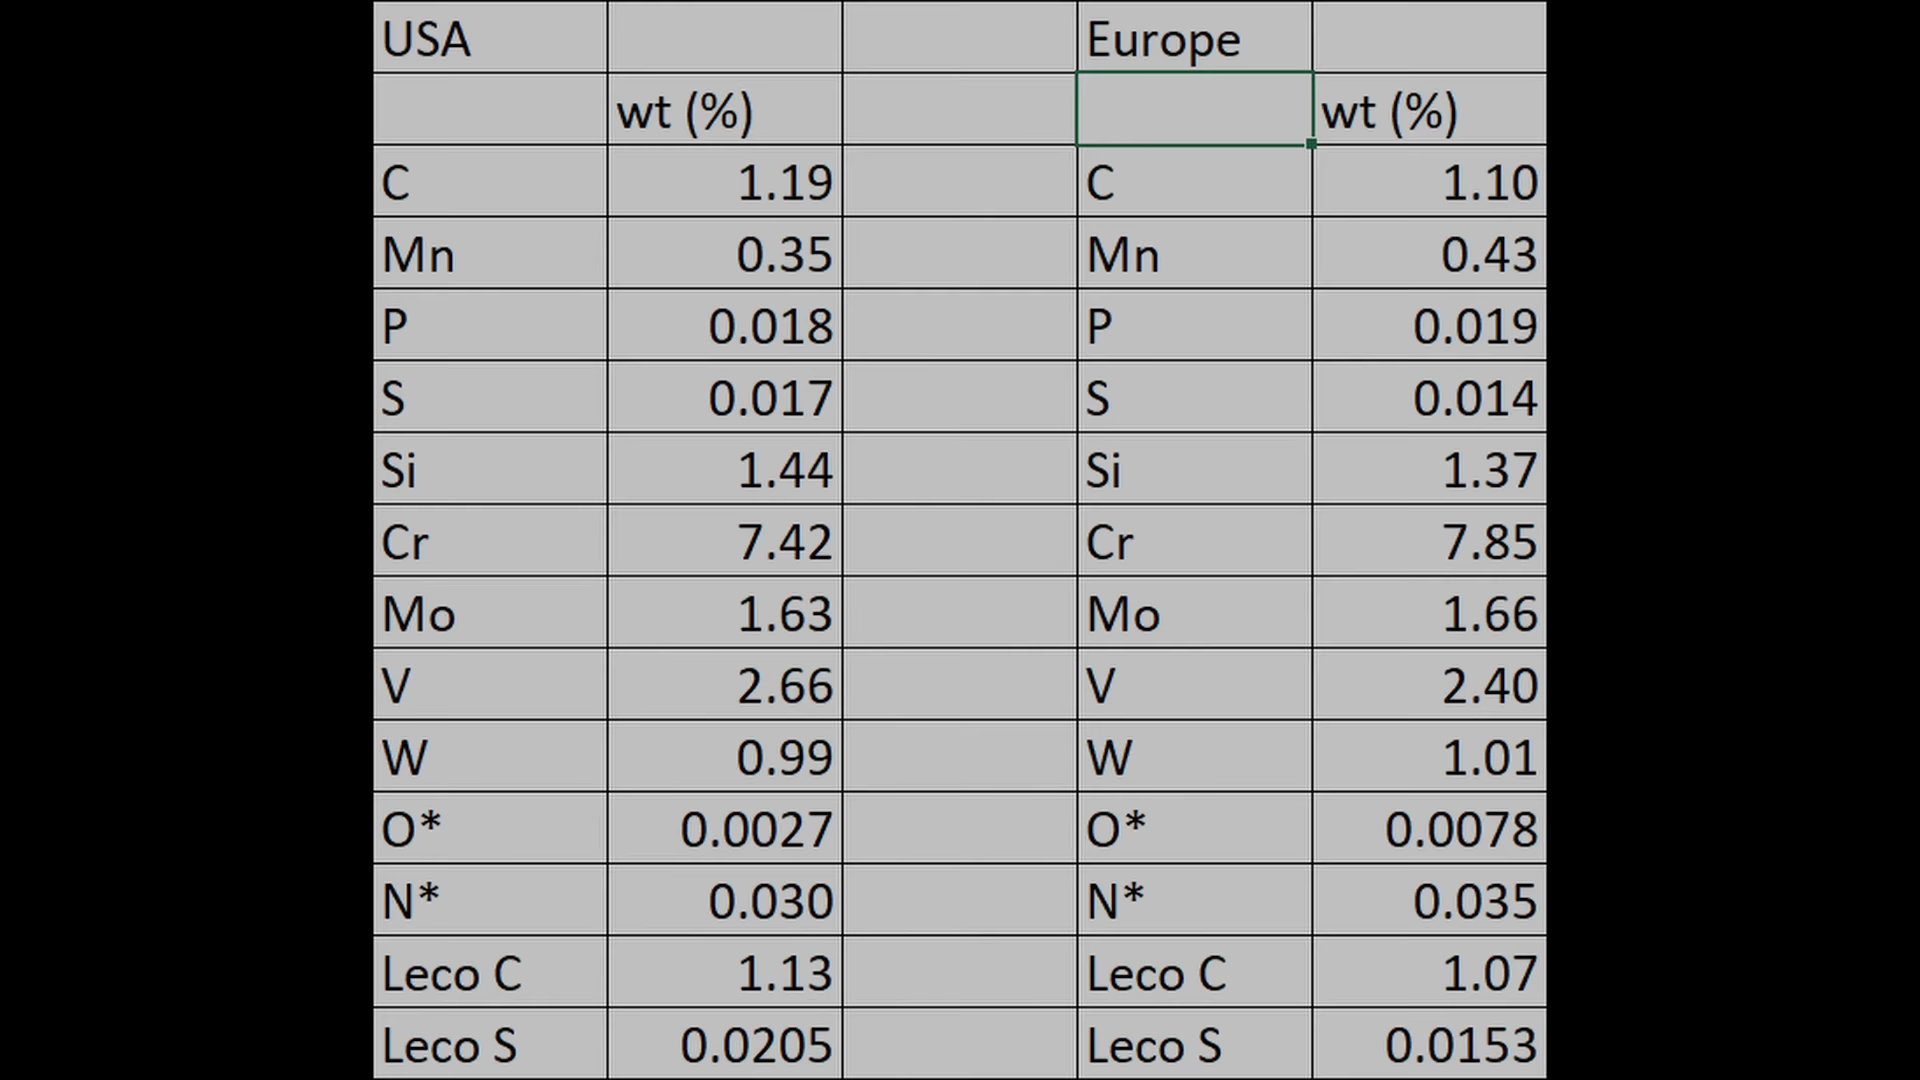 USA Europe
wt (%) wt (%)
C 1.19 C 1.10
Mn 0.35 Mn 0.43
P 0.018 P 0.019
S 0.017 S 0.014
Si 1.44 Si 1.37
Cr 7.42 Cr 7.85
Mo 1.63 Mo 1.66
V 2.66 V 2.40
W 0.99 W 1.01
O* 0.0027 O* 0.0078
N* 0.030 N* 0.035
Leco C 1.13 Leco C 1.07
Leco S 0.0205 Leco S 0.0153